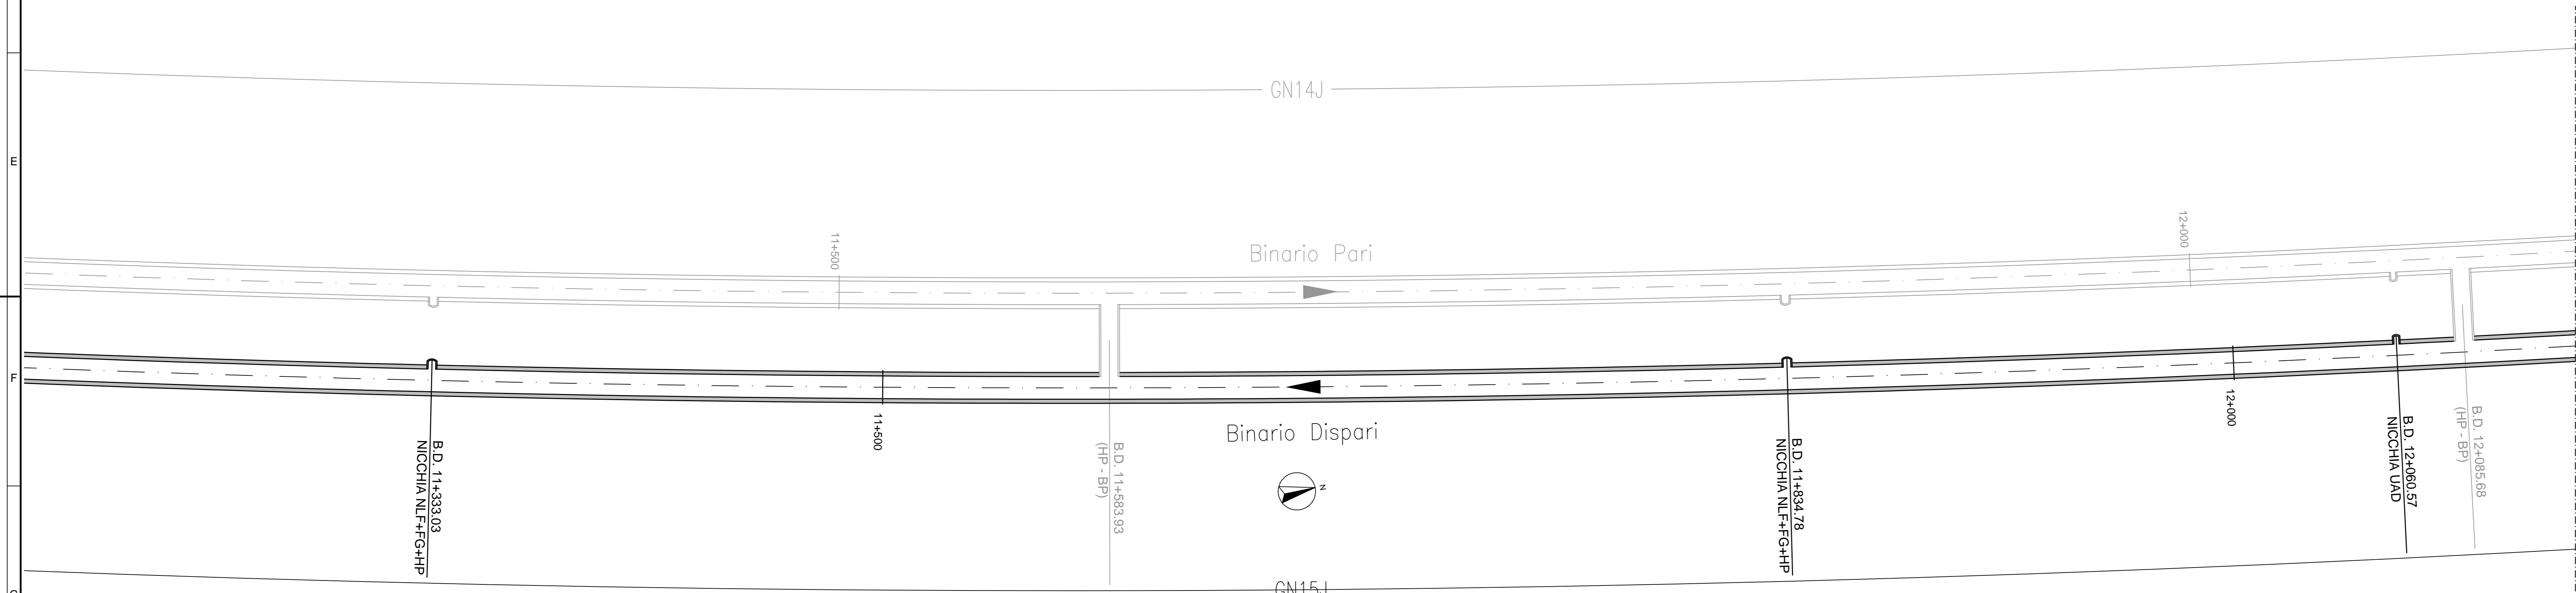 GN14J
E
12+000
11+500
Binario Pari
F
11+500
12+000
Binario Dispari
B.D. 11+333.03
NICCHIA NLF+FG+HP
B.D. 11+583.93
(HP - BP)
N
B.D. 11+834.78
NICCHIA NLF+FG+HP
B.D. 12+060.57
NICCHIA UAD
B.D. 12+085.68
(HP - BP)
GN15J